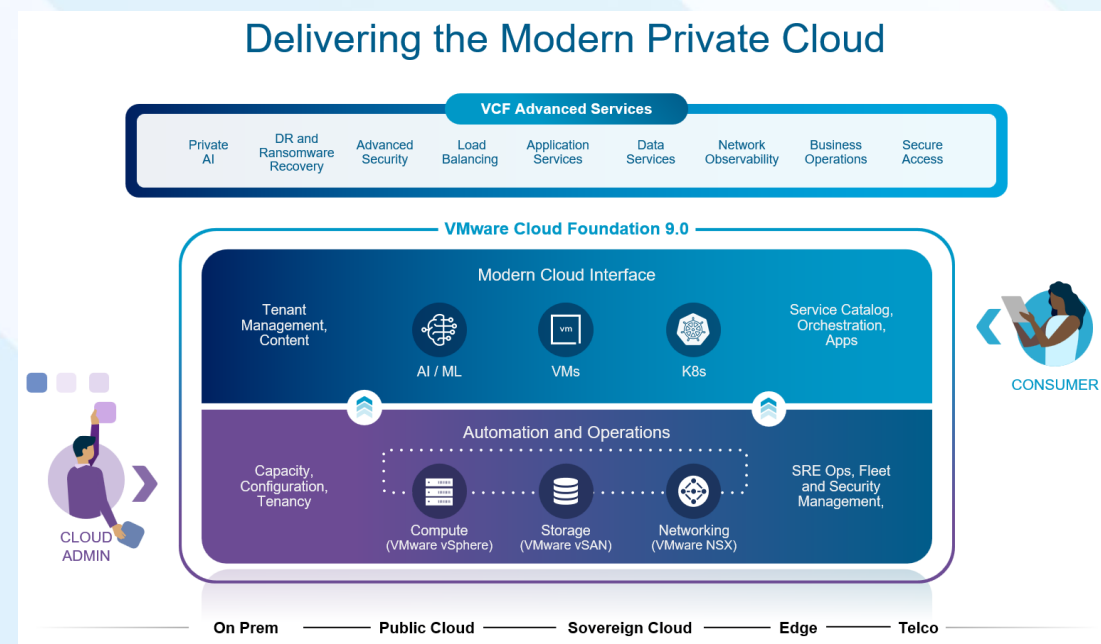 Delivering the Modern Private Cloud
VCF Advanced Services
Private
AI
DR and
Ransomware
Recovery
Advanced
Security
Load
Balancing
Application
Services
Data
Services
Network
Observability
Business
Operations
Secure
Access
VMware Cloud Foundation 9.0
Modern Cloud Interface
Tenant
Management,
Content
vm
AI / ML
VMs
K8s
Service Catalog,
Orchestration,
Apps
CONSUMER
Automation and Operations
Capacity,
Configuration,
Tenancy
Compute
(VMware vSphere)
Storage
(VMware vSAN)
Networking
(VMware NSX)
SRE Ops, Fleet
and Security
Management,
CLOUD
ADMIN
On Prem
Public Cloud
Sovereign Cloud
Edge
Telco